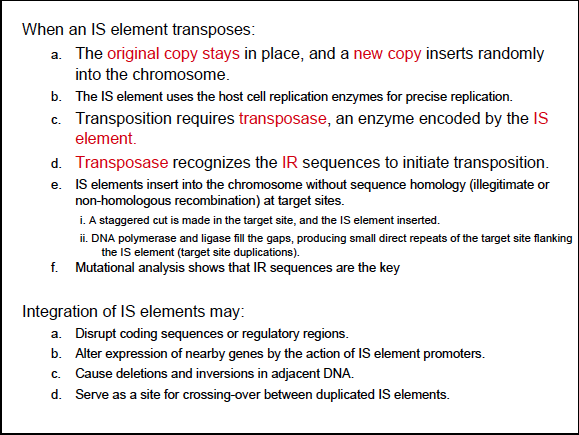 When an IS element transposes:
a. The original copy stays in place, and a new copy inserts randomly
into the chromosome.
b. The IS element uses the host cell replication enzymes for precise replication.
c. Transposition requires transposase, an enzyme encoded by the IS
element.
d. Transposase recognizes the IR sequences to initiate transposition.
e. IS elements insert into the chromosome without sequence homology (illegitimate or
non-homologous recombination) at target sites.
i. A staggered cut is made in the target site, and the IS element inserted.
ii. DNA polymerase and ligase fill the gaps, producing small direct repeats of the target site flanking
the IS element (target site duplications).
f. Mutational analysis shows that IR sequences are the key
Integration of IS elements may:
a. Disrupt coding sequences or regulatory regions.
b. Alter expression of nearby genes by the action of IS element promoters.
c. Cause deletions and inversions in adjacent DNA.
d. Serve as a site for crossing-over between duplicated IS elements.